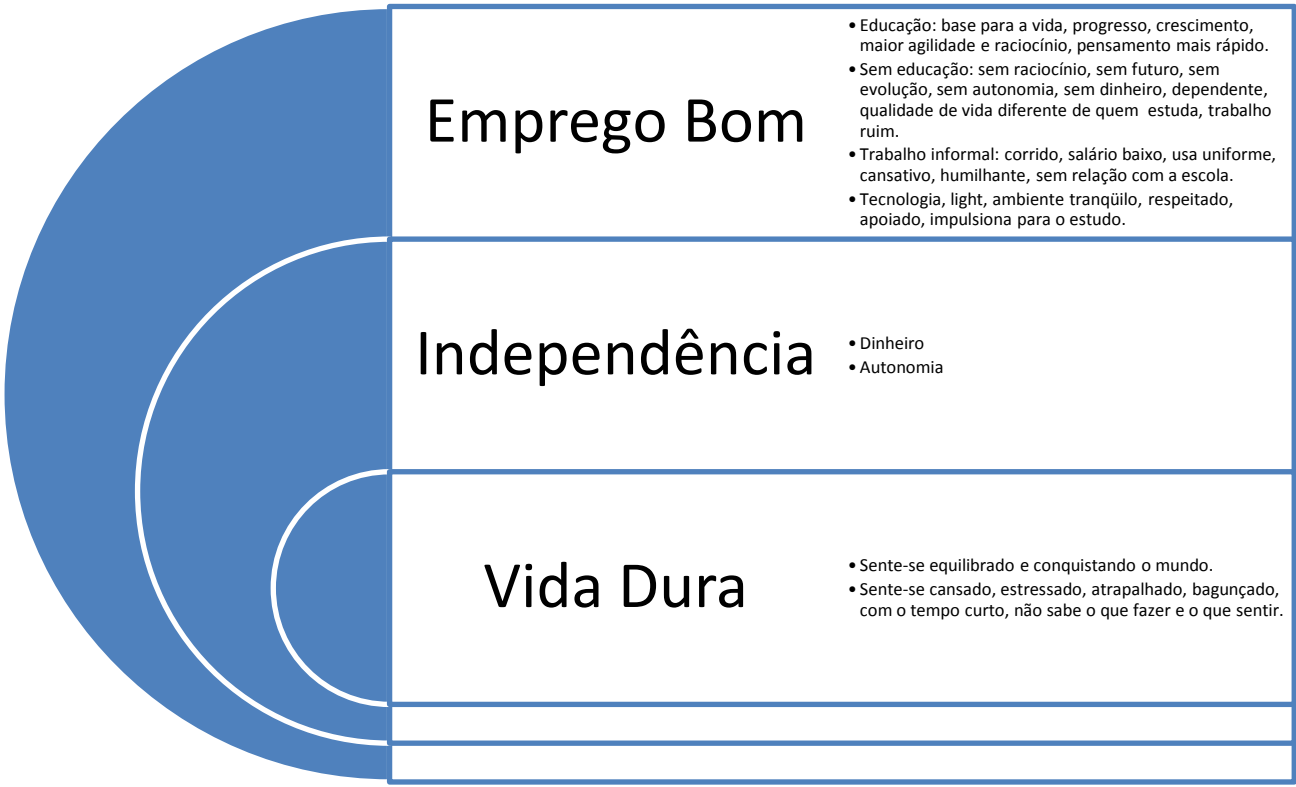 Emprego Bom
• Educação: base para a vida, progresso, crescimento,
maior agilidade e raciocínio, pensamento mais rápido.
• Sem educação: sem raciocínio, sem futuro, sem
evolução, sem autonomia, sem dinheiro, dependente,
qualidade de vida diferente de quem estuda, trabalho
ruim.
• Trabalho informal: corrido, salário baixo, usa uniforme,
cansativo, humilhante, sem relação com a escola.
• Tecnologia, light, ambiente tranqüilo, respeitado,
apoiado, impulsiona para o estudo.
Independência
• Dinheiro
• Autonomia
Vida Dura
• Sente-se equilibrado e conquistando o mundo.
• Sente-se cansado, estressado, atrapalhado, bagunçado,
com o tempo curto, não sabe o que fazer e o que sentir.